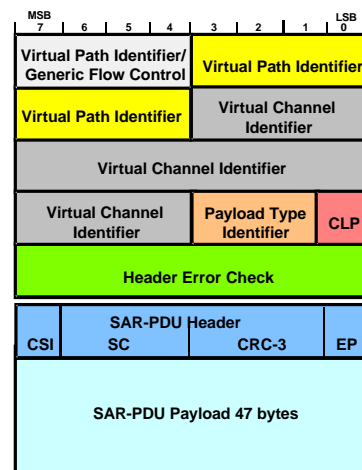 MSB LSB
7 6 5 4 3 2 1 0
Virtual Path Identifier/
Generic Flow Control
Virtual Path Identifier
Virtual Path Identifier
Virtual Channel
Identifier
Virtual Channel Identifier
Virtual Channel
Identifier
Payload Type
Identifier
CLP
Header Error Check
SAR-PDU Header
CSI SC CRC-3 EP
SAR-PDU Payload 47 bytes